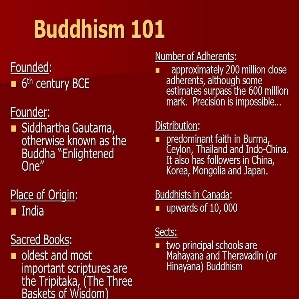 Buddhism 101
Founded:
6th century BCE
Founder:
Siddhartha Gautama,
otherwise known as the
Buddha “Enlightened
One”
Place of Origin:
India
Sacred Books:
oldest and most
important scriptures are
the Tripitaka, (The Three
Baskets of Wisdom)
Number of Adherents:
approximately 200 million close
adherents, although some
estimates surpass the 600 million
mark. Precision is impossible...
Distribution:
predominant faith in Burma,
Ceylon, Thailand and Indo-China.
It also has followers in China,
Korea, Mongolia and Japan.
Buddhists in Canada:
upwards of 10, 000
Sects:
two principal schools are
Mahayana and Theravadin (or
Hinayana) Buddhism